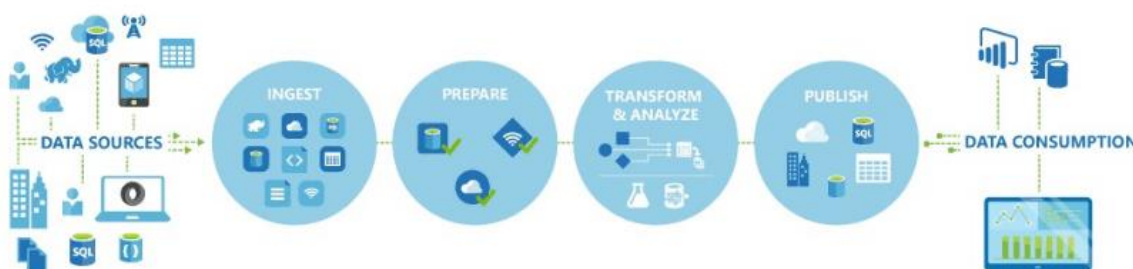 SQL
INGEST
PREPARE
TRANSFORM
& ANALYZE
PUBLISH
SQL
DATA SOURCES
DATA CONSUMPTION
SQL
{ }